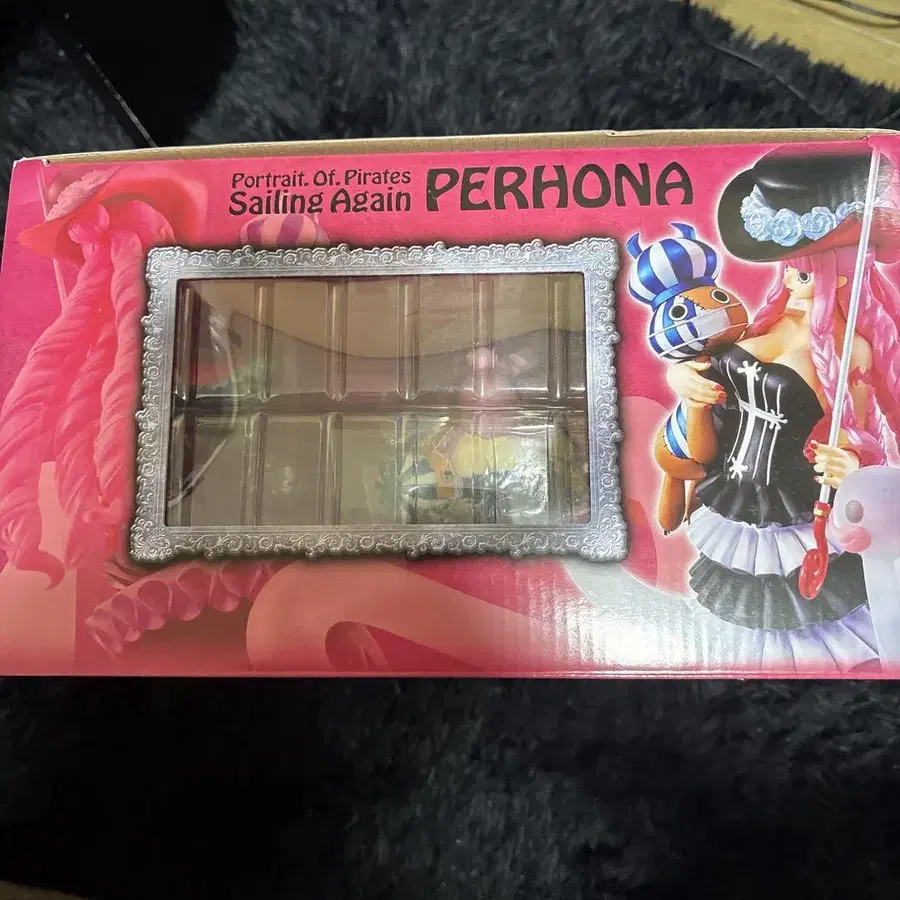 Portrait. Of. Pirates
Sailing Again PERHONA